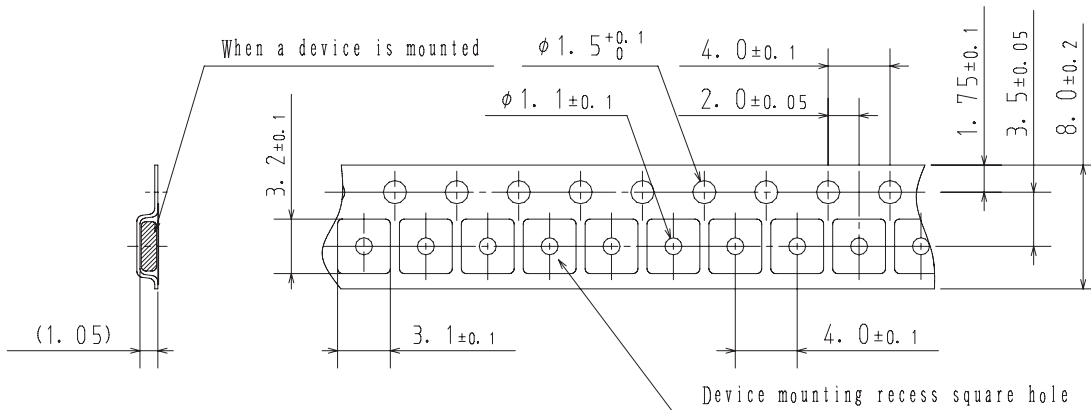 When a device is mounted
φ1.5+0.1 0
4.0±0.1
φ1.1±0.1
2.0±0.05
1.75±0.1
3.5±0.05
8.0±0.2
3.2±0.1
(1.05)
3.1±0.1
4.0±0.1
Device mounting recess square hole